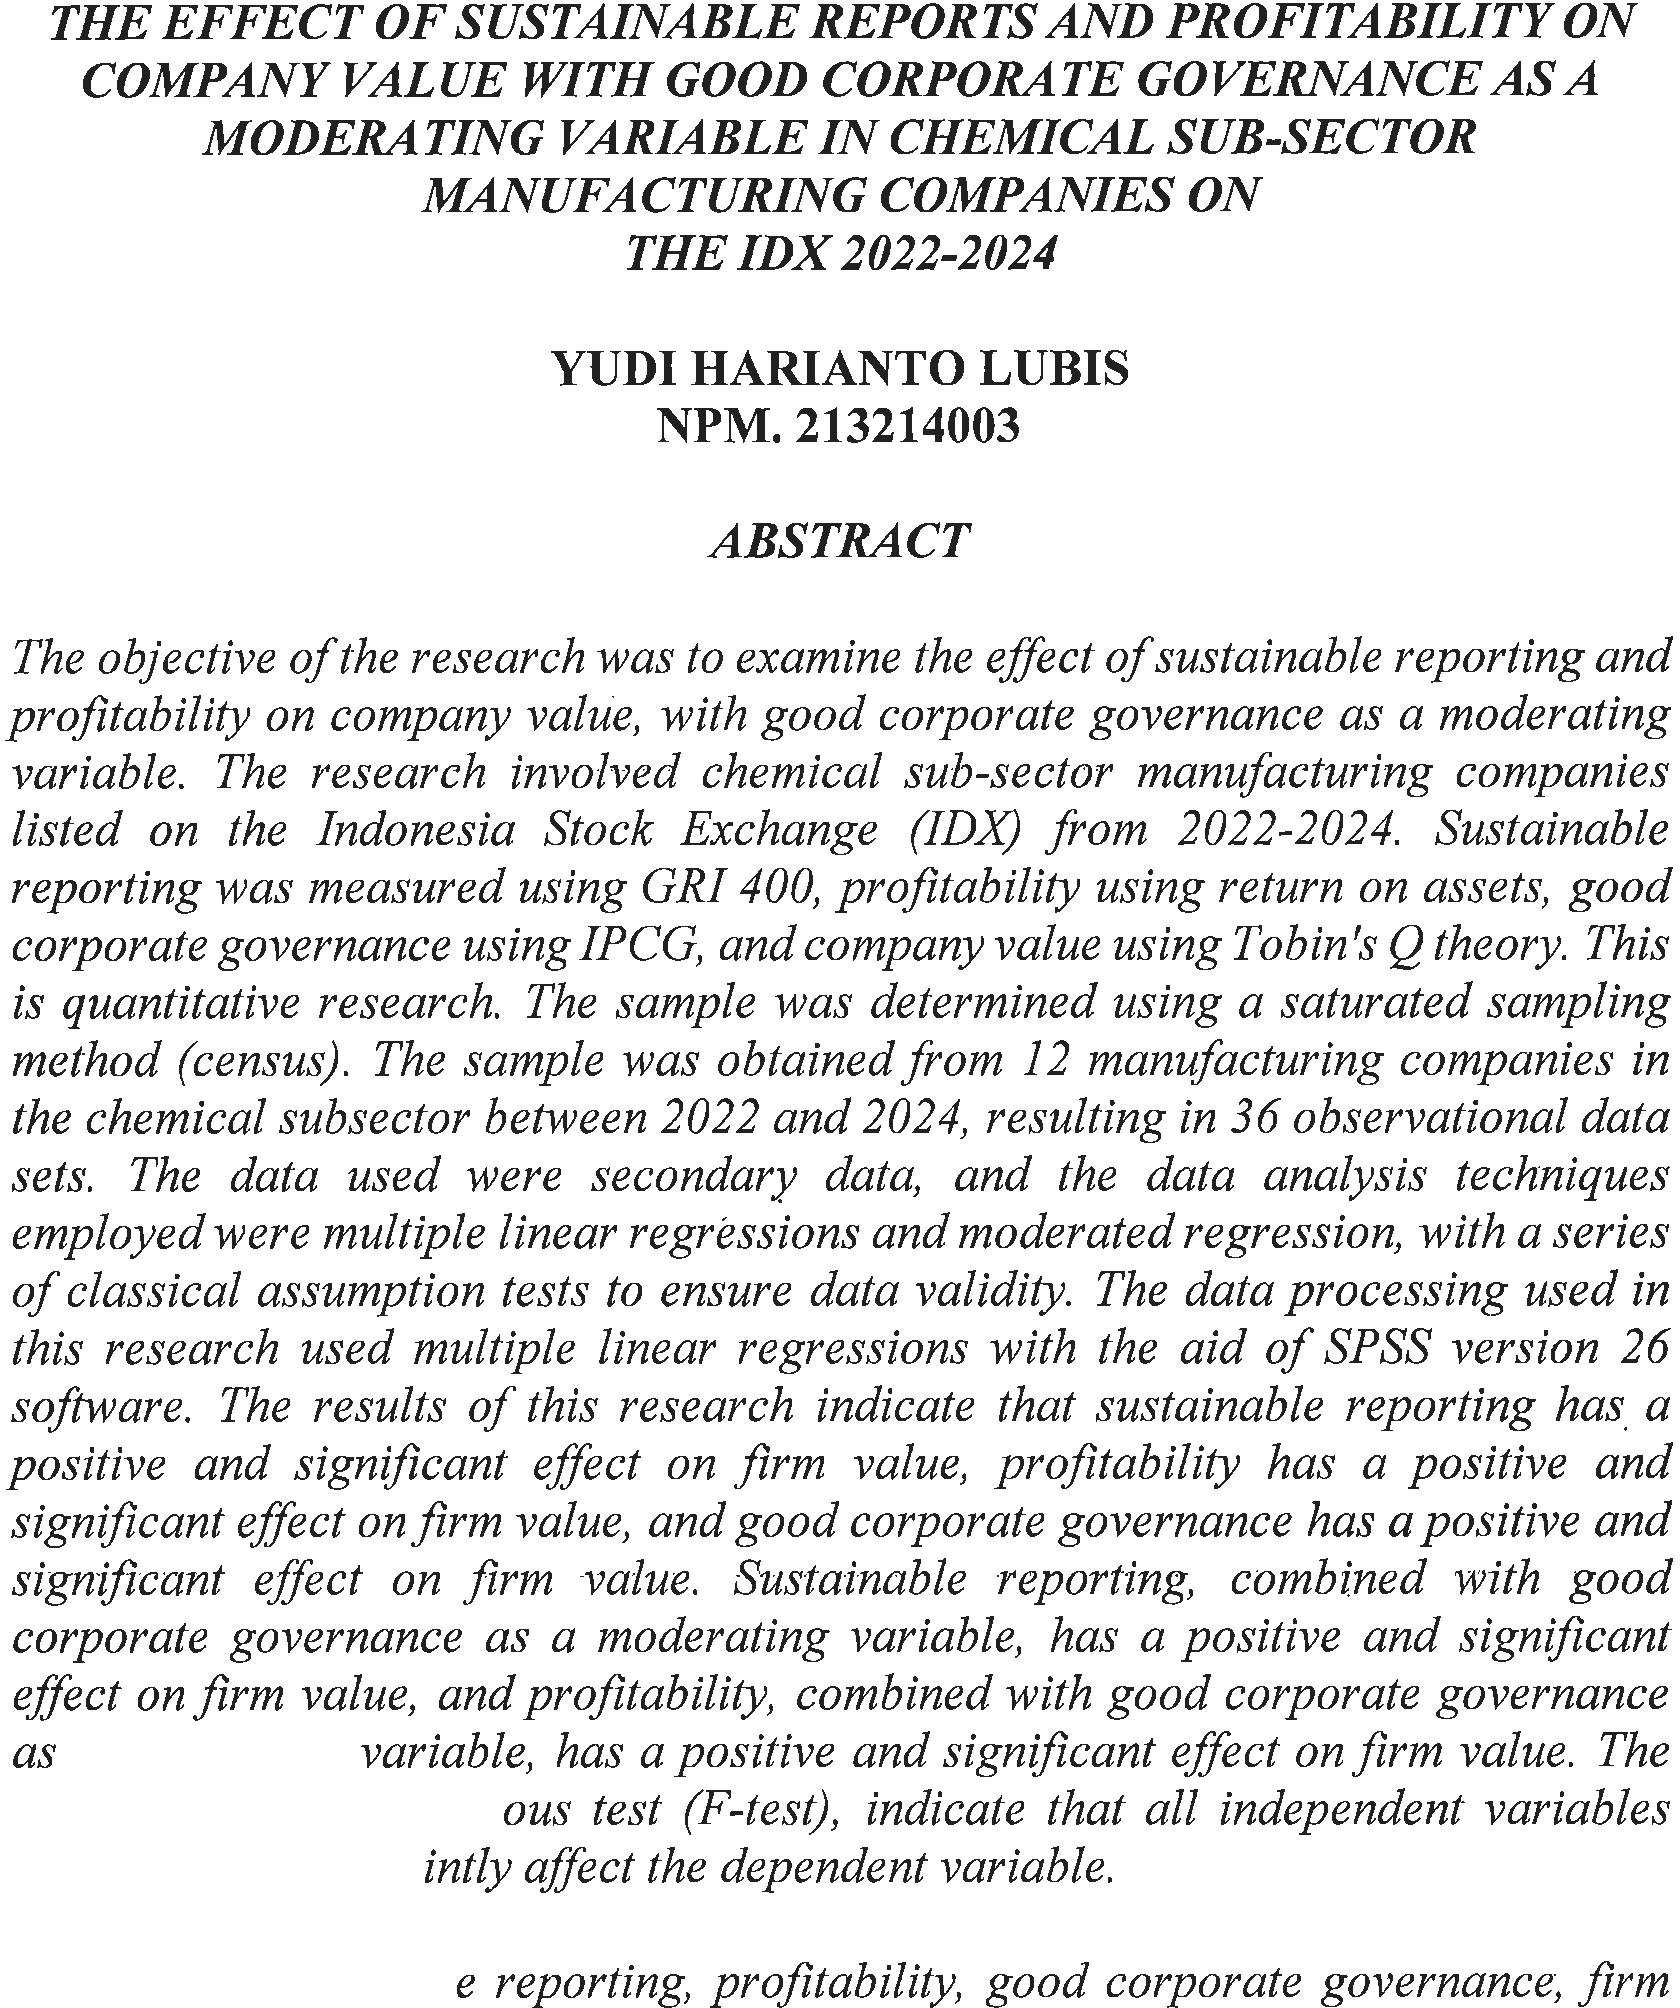 THE EFFECT OF SUSTAINABLE REPORTS AND PROFITABILITY ON
COMPANY VALUE WITH GOOD CORPORATE GOVERNANCE AS A
MODERATING VARIABLE IN CHEMICAL SUB-SECTOR
MANUFACTURING COMPANIES ON
THE IDX 2022-2024
YUDI HARIANTO LUBIS
NPM. 213214003
ABSTRACT
The objective of the research was to examine the effect of sustainable reporting and
profitability on company value, with good corporate governance as a moderating
variable. The research involved chemical sub-sector manufacturing companies
listed on the Indonesia Stock Exchange (IDX) from 2022-2024. Sustainable
reporting was measured using GRI 400, profitability using return on assets, good
corporate governance using IPCG, and company value using Tobin's Q theory. This
is quantitative research. The sample was determined using a saturated sampling
method (census). The sample was obtained from 12 manufacturing companies in
the chemical subsector between 2022 and 2024, resulting in 36 observational data
sets. The data used were secondary data, and the data analysis techniques
employed were multiple linear regressions and moderated regression, with a series
of classical assumption tests to ensure data validity. The data processing used in
this research used multiple linear regressions with the aid of SPSS version 26
software. The results of this research indicate that sustainable reporting has a
positive and significant effect on firm value, profitability has a positive and
significant effect on firm value, and good corporate governance has a positive and
significant effect on firm value. Sustainable reporting, combined with good
corporate governance as a moderating variable, has a positive and significant
effect on firm value, and profitability, combined with good corporate governance
as variable, has a positive and significant effect on firm value. The
ous test (F-test), indicate that all independent variables
intly affect the dependent variable.
e reporting, profitability, good corporate governance, firm